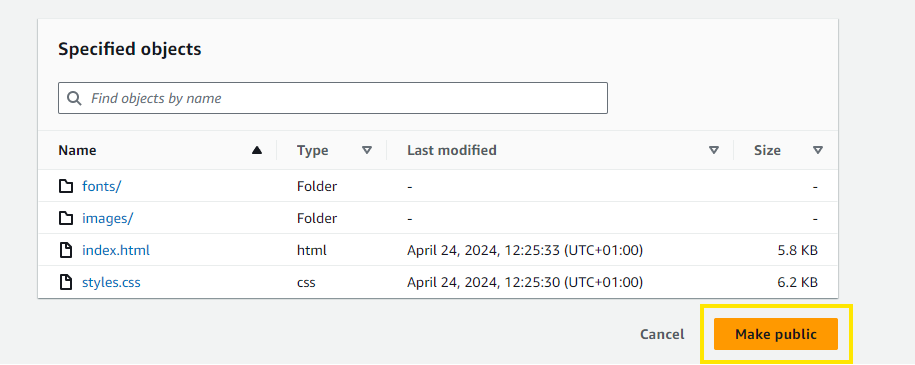 Specified objects
Find objects by name
Name Type Last modified Size
fonts/ Folder - -
images/ Folder - -
index.html html April 24, 2024, 12:25:33 (UTC+01:00) 5.8 KB
styles.css css April 24, 2024, 12:25:30 (UTC+01:00) 6.2 KB
Cancel Make public